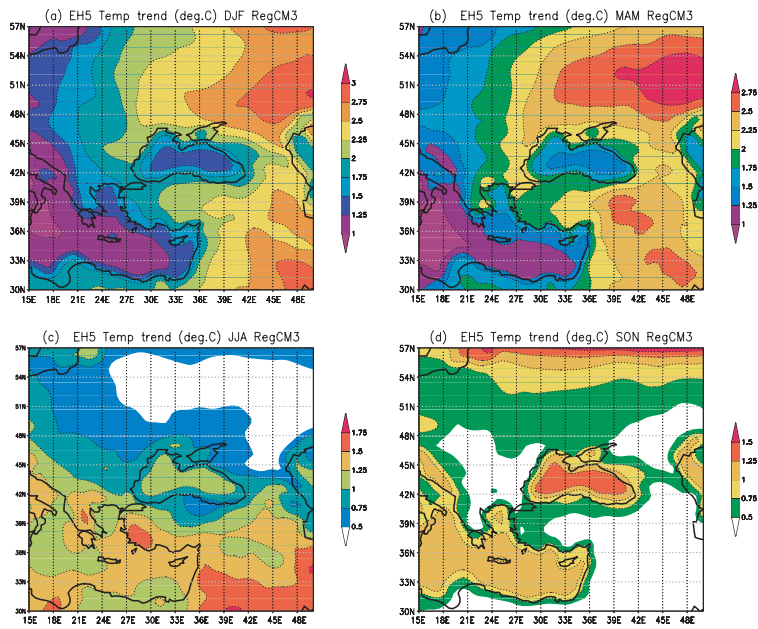 (a) EH5 Temp trend (deg.C) DJF RegCM3
57N
54N
51N
48N
45N
42N
39N
36N
33N
30N
15E 18E 21E 24E 27E 30E 33E 36E 39E 42E 45E 48E
3
2.75
2.5
2.25
2
1.75
1.5
1.25
1
(b) EH5 Temp trend (deg.C) MAM RegCM3
57N
54N
51N
48N
45N
42N
39N
36N
33N
30N
15E 18E 21E 24E 27E 30E 33E 36E 39E 42E 45E 48E
2.75
2.5
2.25
2
1.75
1.5
1.25
1
(c) EH5 Temp trend (deg.C) JJA RegCM3
57N
54N
51N
48N
45N
42N
39N
36N
33N
30N
15E 18E 21E 24E 27E 30E 33E 36E 39E 42E 45E 48E
1.75
1.5
1.25
1
0.75
0.5
(d) EH5 Temp trend (deg.C) SON RegCM3
57N
54N
51N
48N
45N
42N
39N
36N
33N
30N
15E 18E 21E 24E 27E 30E 33E 36E 39E 42E 45E 48E
1.5
1.25
1
0.75
0.5